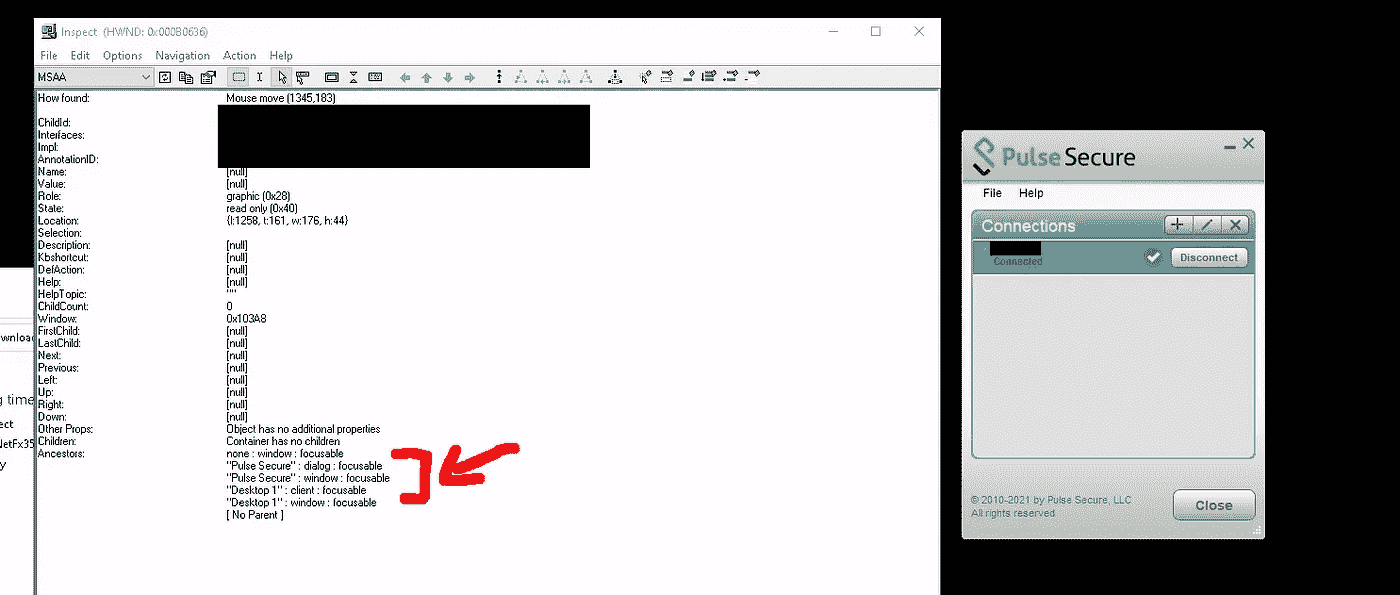 Inspect (HWND: 0x000B0636)
File Edit Options Navigation Action Help
MSAA
How found: Mouse move (1345,183)
ChildId:
Interfaces:
Impl:
AnnotationID:
Name: [null]
Value: [null]
Role: graphic (0x28)
State: read only (0x40)
Location: {l:1258, t:161, w:176, h:44}
Selection:
Description: [null]
Kbshortcut: [null]
DefAction: [null]
Help: [null]
HelpTopic: ""
ChildCount: 0
Window: 0x103A8
FirstChild: [null]
LastChild: [null]
Next: [null]
Previous: [null]
Left: [null]
Up: [null]
Right: [null]
Down: [null]
Other Props: Object has no additional properties
Children: Container has no children
Ancestors: none : window : focusable
"Pulse Secure" : dialog : focusable
"Pulse Secure" : window : focusable
"Desktop 1" : client : focusable
"Desktop 1" : window : focusable
[ No Parent ]
Pulse Secure
File Help
Connections
Connected
Disconnect
© 2010-2021 by Pulse Secure, LLC
All rights reserved
Close
time
NetFx35